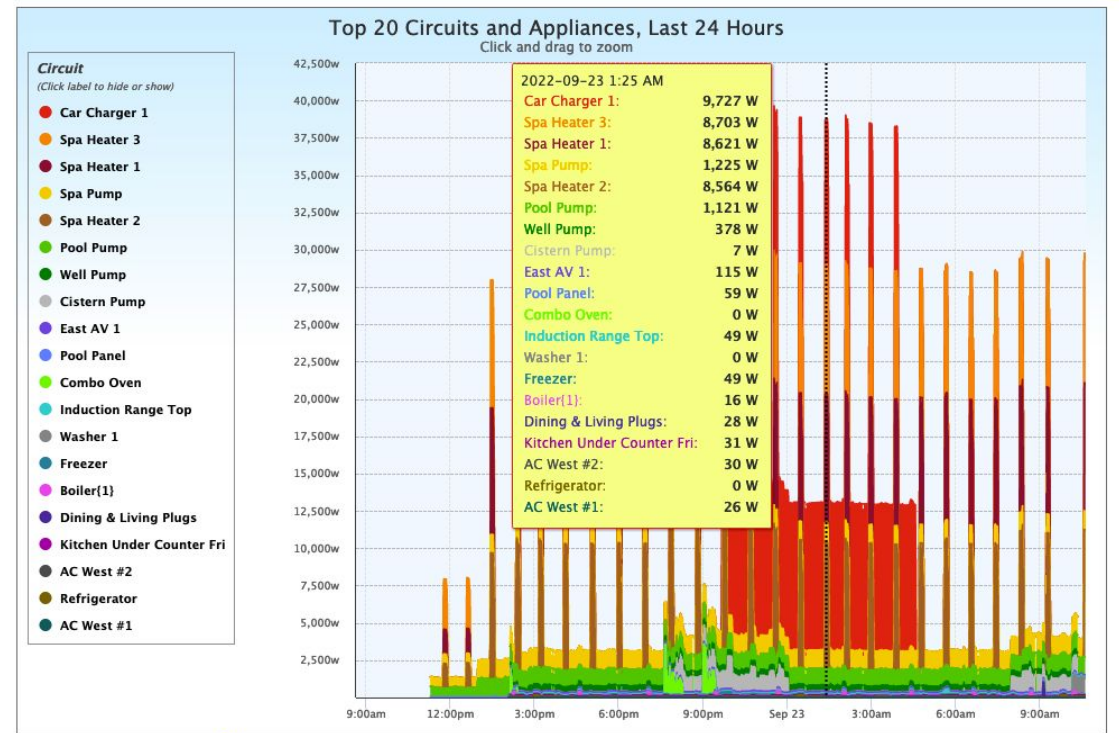 Top 20 Circuits and Appliances, Last 24 Hours
Click and drag to zoom
Circuit
(Click label to hide or show)
Car Charger 1
Spa Heater 3
Spa Heater 1
Spa Pump
Spa Heater 2
Pool Pump
Well Pump
Cistern Pump
East AV 1
Pool Panel
Combo Oven
Induction Range Top
Washer 1
Freezer
Boiler{1}
Dining & Living Plugs
Kitchen Under Counter Fri
AC West #2
Refrigerator
AC West #1
42,500w
40,000w
37,500w
35,000w
32,500w
30,000w
27,500w
25,000w
22,500w
20,000w
17,500w
15,000w
12,500w
10,000w
7,500w
5,000w
2,500w
2022-09-23 1:25 AM
Car Charger 1: 9,727 W
Spa Heater 3: 8,703 W
Spa Heater 1: 8,621 W
Spa Pump: 1,225 W
Spa Heater 2: 8,564 W
Pool Pump: 1,121 W
Well Pump: 378 W
Cistern Pump: 7 W
East AV 1: 115 W
Pool Panel: 59 W
Combo Oven: 0 W
Induction Range Top: 49 W
Washer 1: 0 W
Freezer: 49 W
Boiler{1}: 16 W
Dining & Living Plugs: 28 W
Kitchen Under Counter Fri: 31 W
AC West #2: 30 W
Refrigerator: 0 W
AC West #1: 26 W
9:00am 12:00pm 3:00pm 6:00pm 9:00pm Sep 23 3:00am 6:00am 9:00am